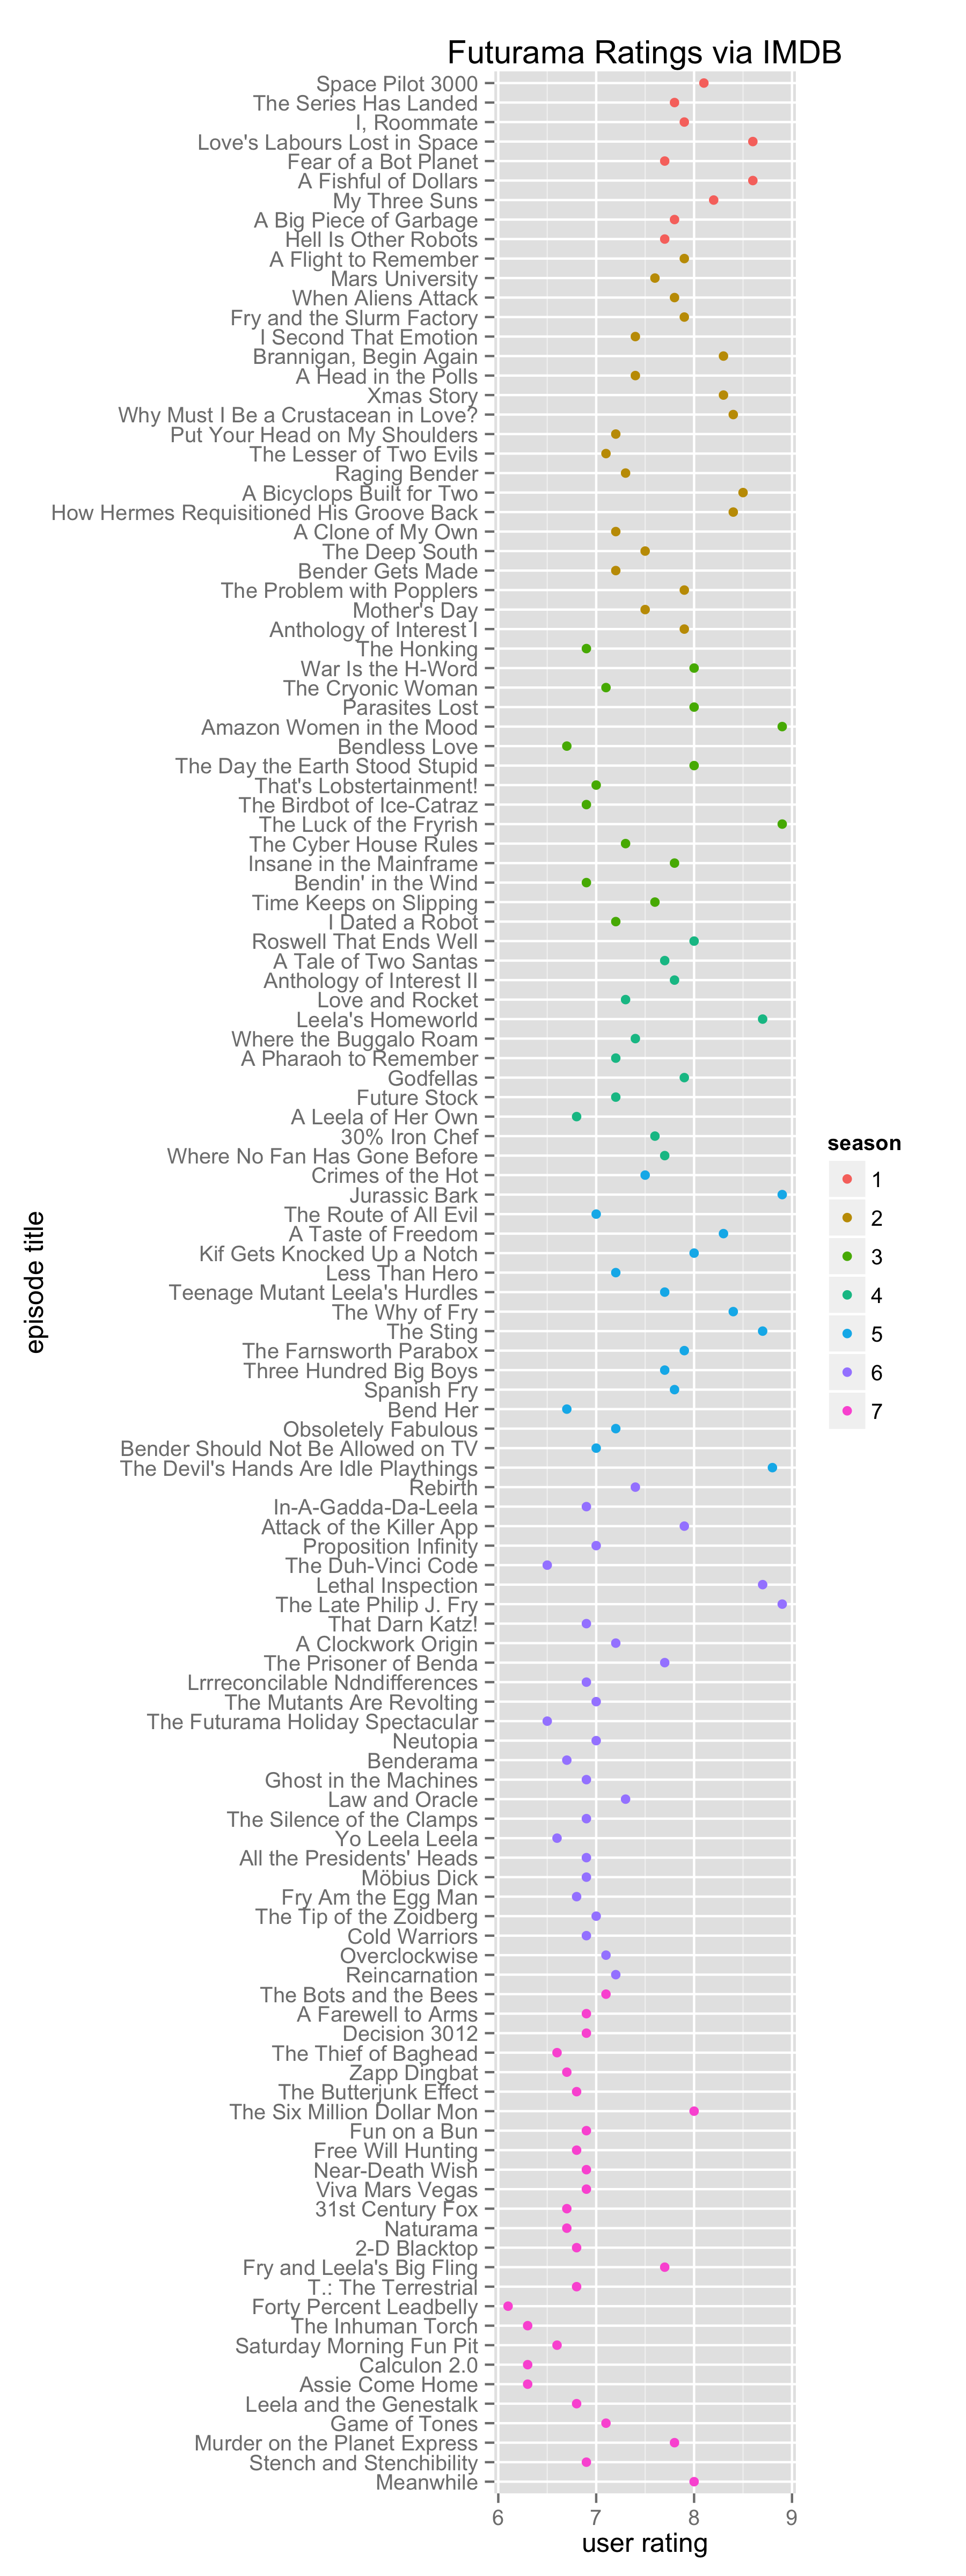 Futurama Ratings via IMDB
Space Pilot 3000
The Series Has Landed
I, Roommate
Love's Labours Lost in Space
Fear of a Bot Planet
A Fishful of Dollars
My Three Suns
A Big Piece of Garbage
Hell Is Other Robots
A Flight to Remember
Mars University
When Aliens Attack
Fry and the Slurm Factory
I Second That Emotion
Brannigan, Begin Again
A Head in the Polls
Xmas Story
Why Must I Be a Crustacean in Love?
Put Your Head on My Shoulders
The Lesser of Two Evils
Raging Bender
A Bicyclops Built for Two
How Hermes Requisitioned His Groove Back
A Clone of My Own
The Deep South
Bender Gets Made
The Problem with Popplers
Mother's Day
Anthology of Interest I
The Honking
War Is the H-Word
The Cryonic Woman
Parasites Lost
Amazon Women in the Mood
Bendless Love
The Day the Earth Stood Stupid
That's Lobstertainment!
The Birdbot of Ice-Catraz
The Luck of the Fryrish
The Cyber House Rules
Insane in the Mainframe
Bendin' in the Wind
Time Keeps on Slipping
I Dated a Robot
Roswell That Ends Well
A Tale of Two Santas
Anthology of Interest II
Love and Rocket
Leela's Homeworld
Where the Buggalo Roam
A Pharaoh to Remember
Godfellas
Future Stock
A Leela of Her Own
30% Iron Chef
Where No Fan Has Gone Before
Crimes of the Hot
Jurassic Bark
The Route of All Evil
A Taste of Freedom
Kif Gets Knocked Up a Notch
Less Than Hero
Teenage Mutant Leela's Hurdles
The Why of Fry
The Sting
The Farnsworth Parabox
Three Hundred Big Boys
Spanish Fry
Bend Her
Obsoletely Fabulous
Bender Should Not Be Allowed on TV
The Devil's Hands Are Idle Playthings
Rebirth
In-A-Gadda-Da-Leela
Attack of the Killer App
Proposition Infinity
The Duh-Vinci Code
Lethal Inspection
The Late Philip J. Fry
That Darn Katz!
A Clockwork Origin
The Prisoner of Benda
Lrrreconcilable Ndndifferences
The Mutants Are Revolting
The Futurama Holiday Spectacular
Neutopia
Benderama
Ghost in the Machines
Law and Oracle
The Silence of the Clamps
Yo Leela Leela
All the Presidents' Heads
Möbius Dick
Fry Am the Egg Man
The Tip of the Zoidberg
Cold Warriors
Overclockwise
Reincarnation
The Bots and the Bees
A Farewell to Arms
Decision 3012
The Thief of Baghead
Zapp Dingbat
The Butterjunk Effect
The Six Million Dollar Mon
Fun on a Bun
Free Will Hunting
Near-Death Wish
Viva Mars Vegas
31st Century Fox
Naturama
2-D Blacktop
Fry and Leela's Big Fling
T.: The Terrestrial
Forty Percent Leadbelly
The Inhuman Torch
Saturday Morning Fun Pit
Calculon 2.0
Assie Come Home
Leela and the Genestalk
Game of Tones
Murder on the Planet Express
Stench and Stenchibility
Meanwhile
episode title
6 7 8 9
user rating
season
1
2
3
4
5
6
7